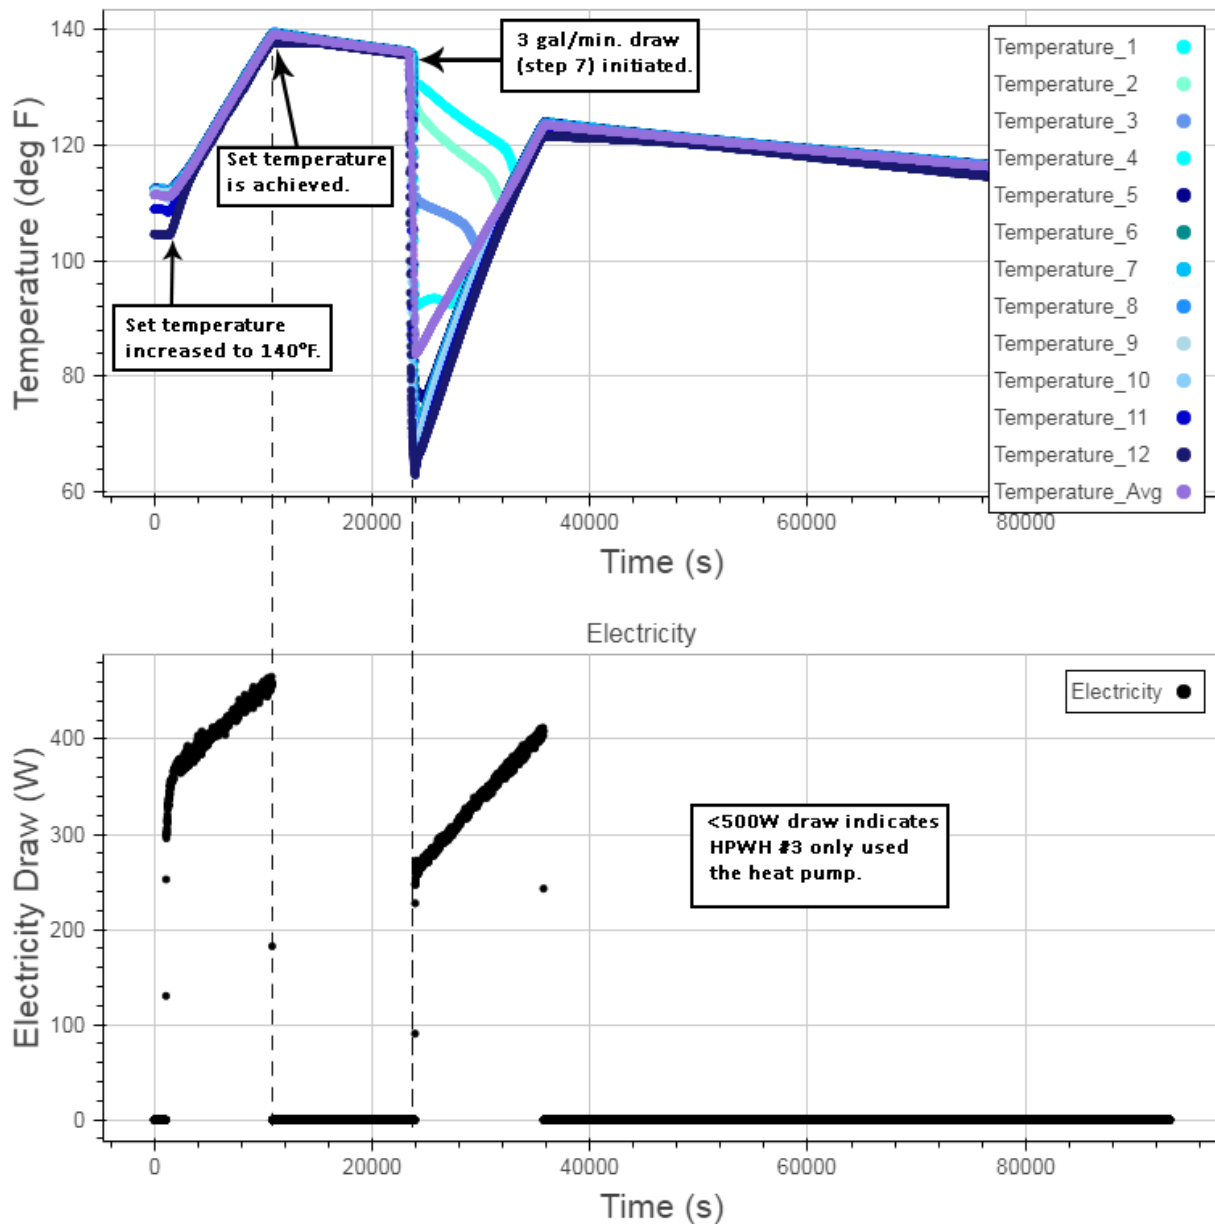 140
120
100
80
60
Temperature (deg F)
3 gal/min. draw
(step 7) initiated.
Set temperature
is achieved.
Set temperature
increased to 140°F.
Temperature_1
Temperature_2
Temperature_3
Temperature_4
Temperature_5
Temperature_6
Temperature_7
Temperature_8
Temperature_9
Temperature_10
Temperature_11
Temperature_12
Temperature_Avg
0 20000 40000 60000 80000
Time (s)
Electricity
Electricity
400
300
200
100
0
Electricity Draw (W)
<500W draw indicates
HPWH #3 only used
the heat pump.
0 20000 40000 60000 80000
Time (s)